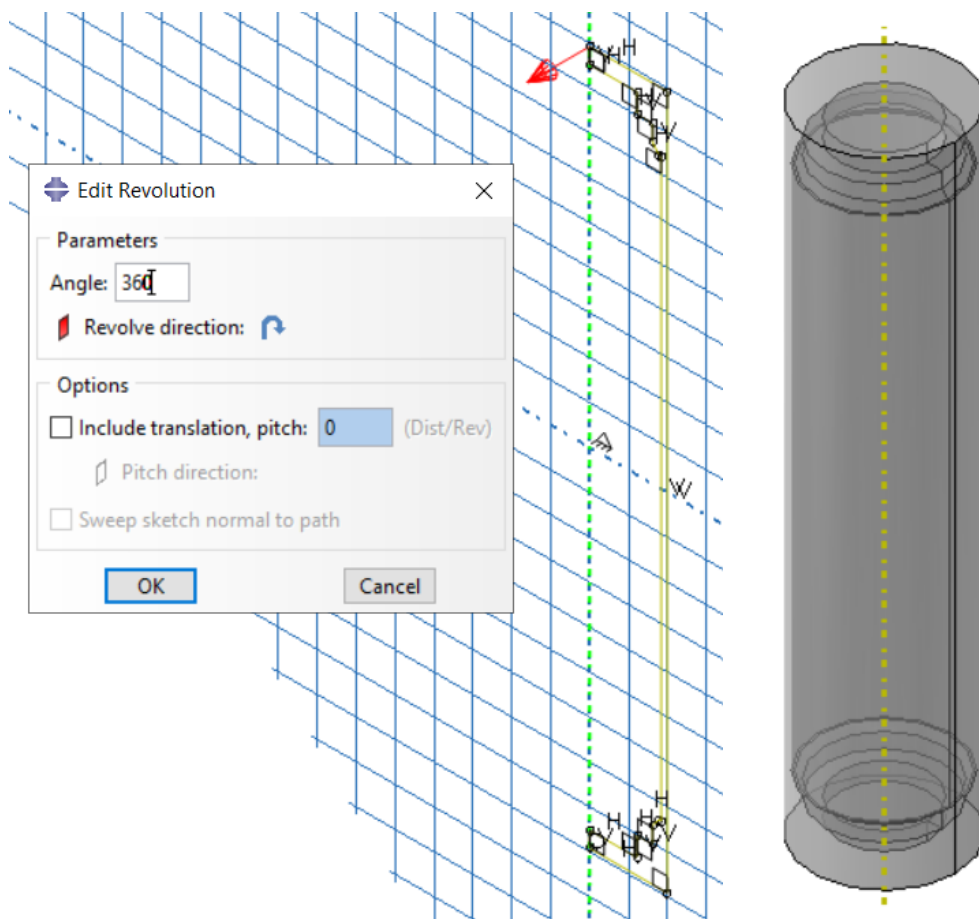 Edit Revolution
Parameters
Angle: 360
Revolve direction:
Options
Include translation, pitch: 0 (Dist/Rev)
Pitch direction:
Sweep sketch normal to path
OK Cancel
H
H
V
H
H
H
V
H